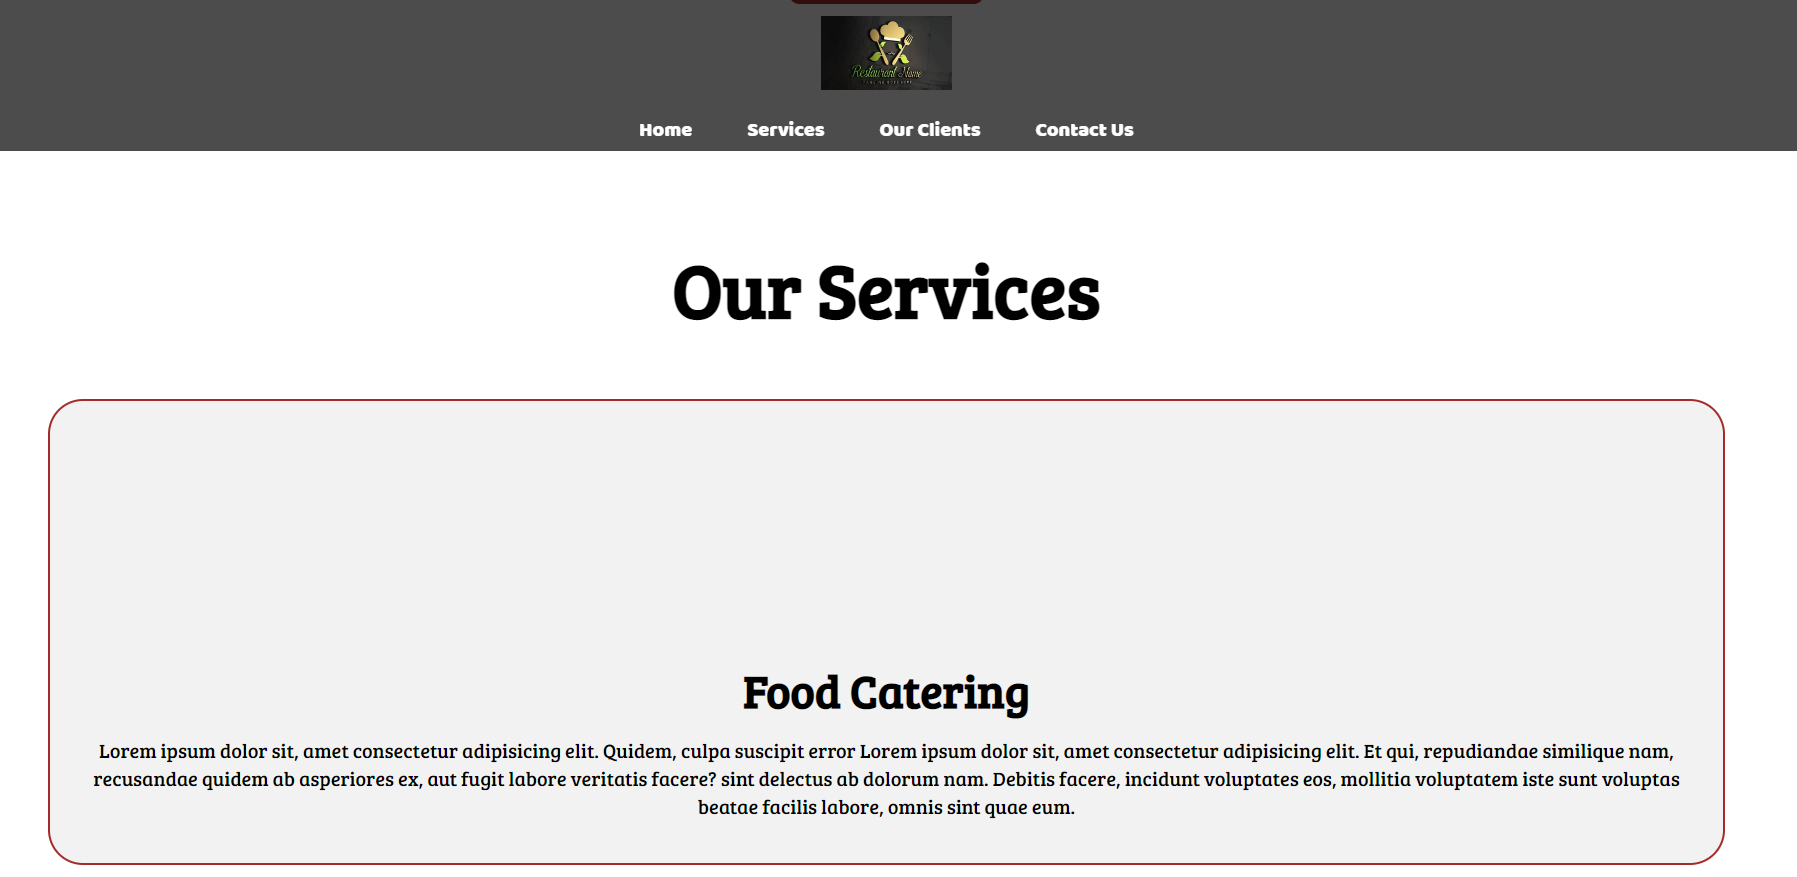 Restaurant Name
Home Services Our Clients Contact Us
Our Services
Food Catering
Lorem ipsum dolor sit, amet consectetur adipisicing elit. Quidem, culpa suscipit error Lorem ipsum dolor sit, amet consectetur adipisicing elit. Et qui, repudiandae similique nam,
recusandae quidem ab asperiores ex, aut fugit labore veritatis facere? sint delectus ab dolorum nam. Debitis facere, incidunt voluptates eos, mollitia voluptatem iste sunt voluptas
beatae facilis labore, omnis sint quae eum.